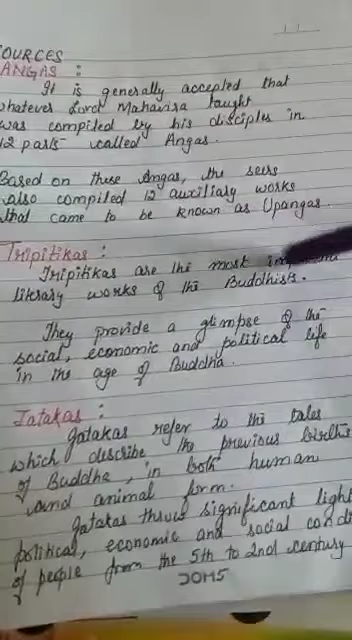 OURCES
ANGAS :
It is generally accepted that
whatever Lord Mahavira taught
was compiled by his disciples in
12 parts called Angas.
Based on these Angas, the seers
also compiled 12 auxiliary works
that came to be known as Upangas.
Tripitikas :
Tripitikas are the most
literary works of the Buddhists.
They provide a glimpse of the
social, economic and political life
in the age of Buddha.
Jatakas :
Jatakas refer to the tales
which describe the previous births
of Buddha, in both human
and animal form.
Jatakas throw significant light
political, economic and social condi
of people from the 5th to 2nd century